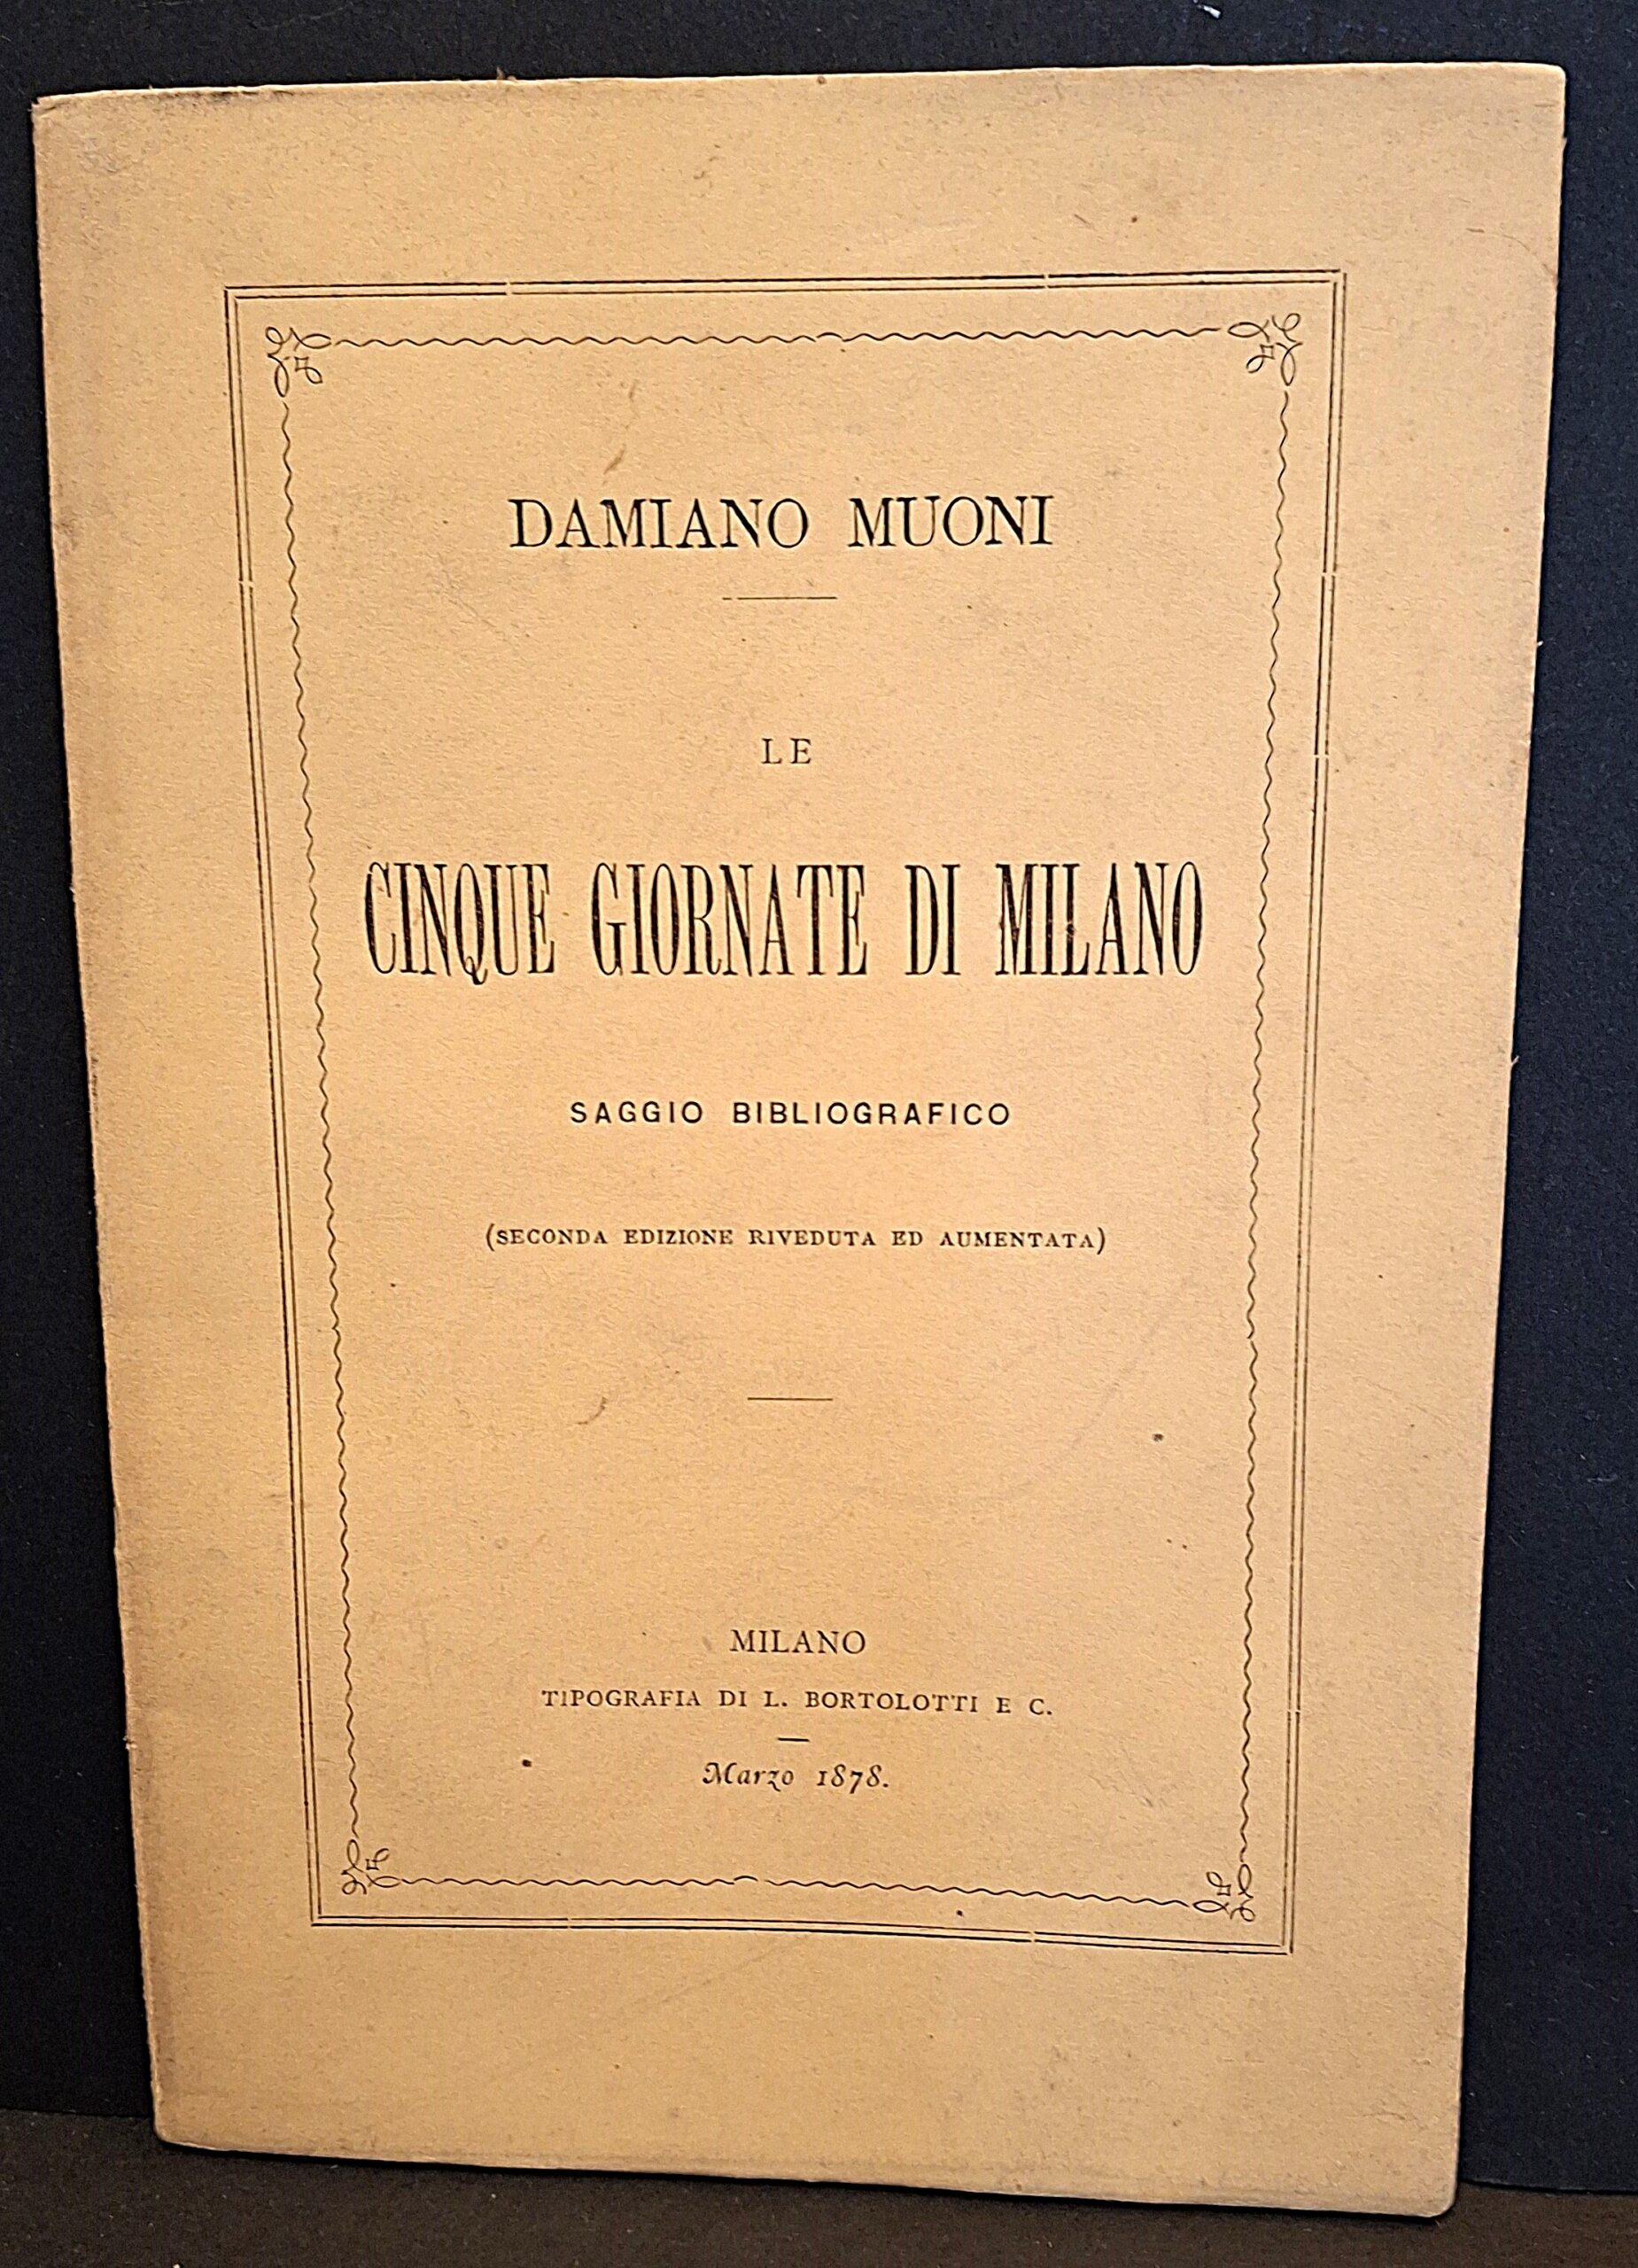 DAMIANO MUONI
LE
CINQUE GIORNATE DI MILANO
SAGGIO BIBLIOGRAFICO
(SECONDA EDIZIONE RIVEDUTA ED AUMENTATA)
MILANO
TIPOGRAFIA DI L. BORTOLOTTI E C.
Marzo 1878.